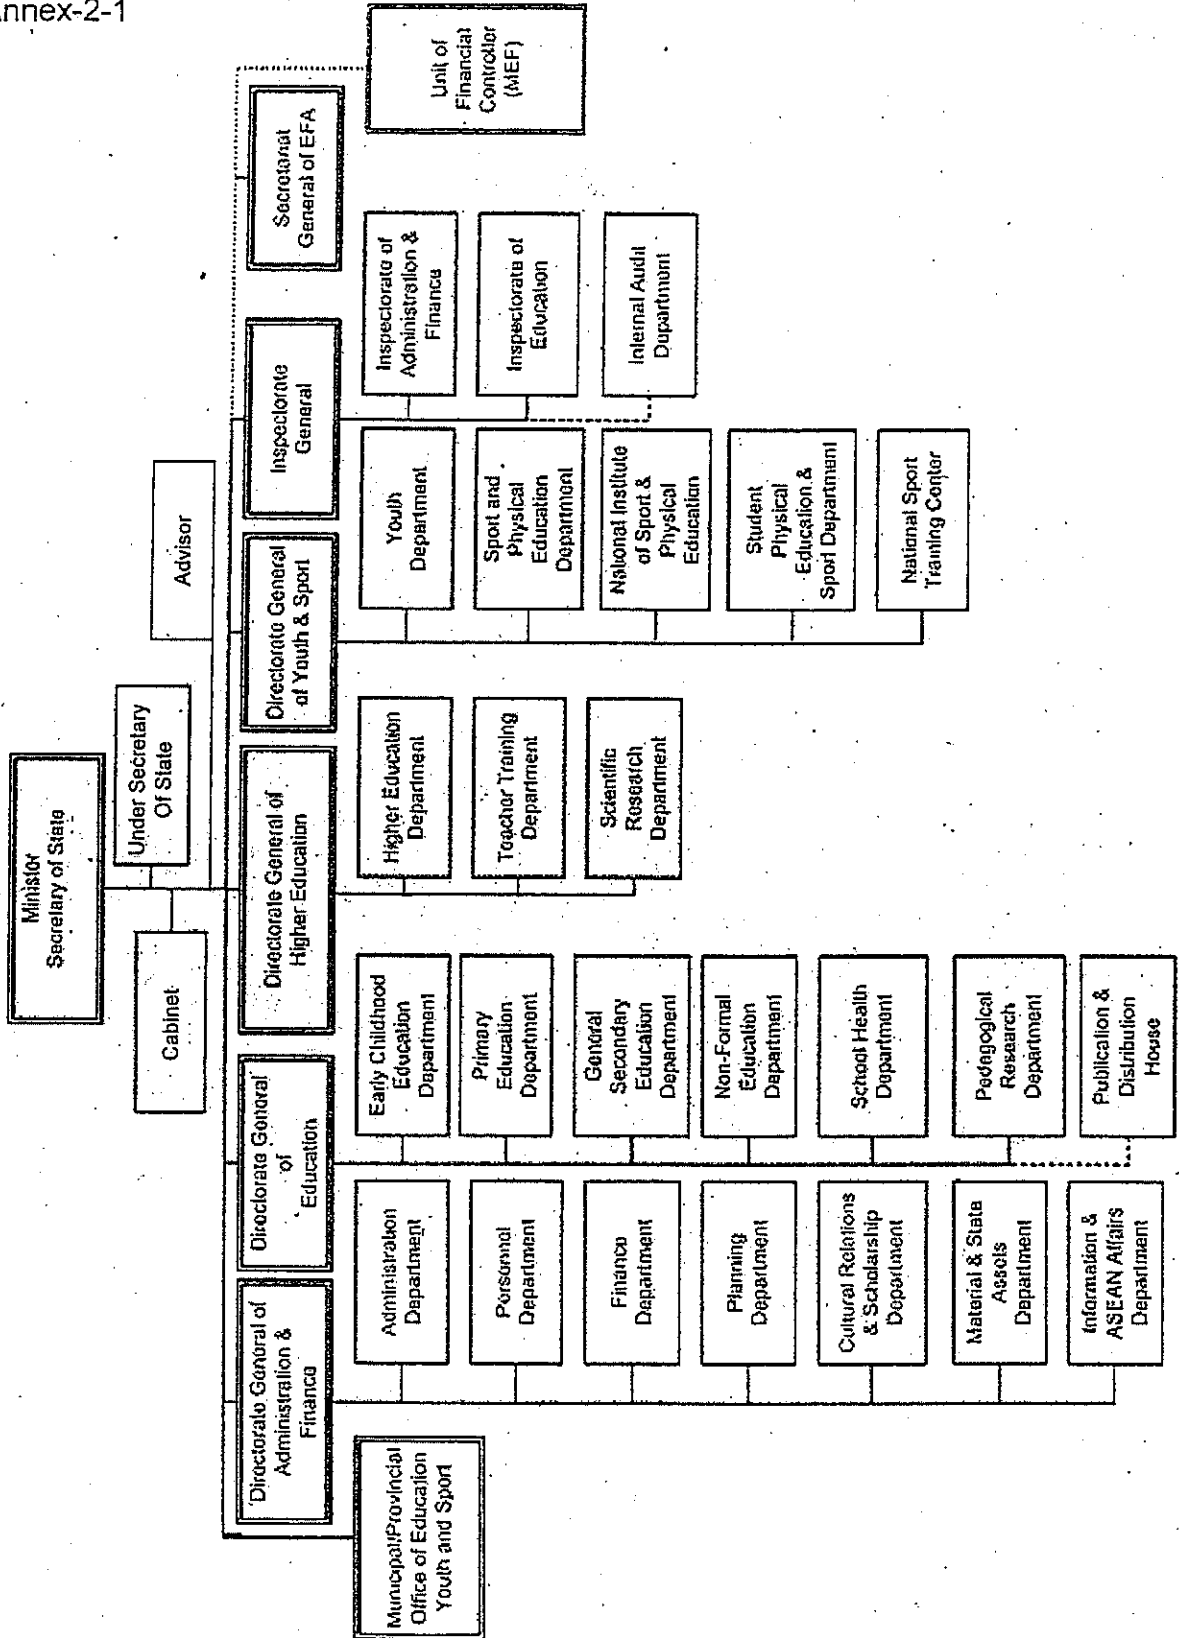 Annex-2-1
Minister
Secretary of State
Under Secretary
Of State
Cabinet
Advisor
Directorate General of
Administration &
Finance
Directorate General
of
Education
Directorate General of
Higher Education
Directorate General
of Youth & Sport
Inspectorate
General
Secretariat
General of EFA
Municipal/Provincial
Office of Education
Youth and Sport
Administration
Department
Personnel
Department
Finance
Department
Planning
Department
Cultural Relations
& Scholarship
Department
Material & State
Assets
Department
Information &
ASEAN Affairs
Department
Early Childhood
Education
Department
Primary
Education
Department
General
Secondary
Education
Department
Non-Formal
Education
Department
School Health
Department
Pedagogical
Research
Department
Publication &
Distribution
House
Higher Education
Department
Teacher Training
Department
Scientific
Research
Department
Youth
Department
Sport and
Physical
Education
Department
National Institute
of Sport &
Physical
Education
Student
Physical
Education &
Sport Department
National Sport
Training Center
Inspectorate of
Administration &
Finance
Inspectorate of
Education
Internal Audit
Department
Unit of
Financial
Controller
(MEF)